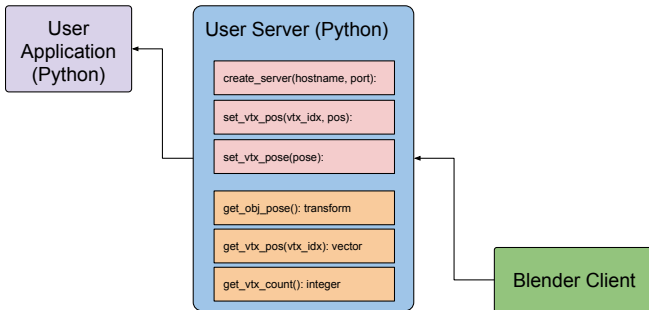 User
Application
(Python)
User Server (Python)
create_server(hostname, port):
set_vtx_pos(vtx_idx, pos):
set_vtx_pose(pose):
get_obj_pose(): transform
get_vtx_pos(vtx_idx): vector
get_vtx_count(): integer
Blender Client